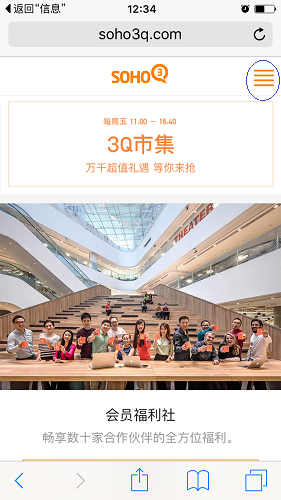 返回“信息”
12:34
soho3q.com
SOHO 3Q
每周五 11:00 — 16:40
3Q市集
万千超值礼遇 等你来抢
THEATER
会员福利社
畅享数十家合作伙伴的全方位福利。